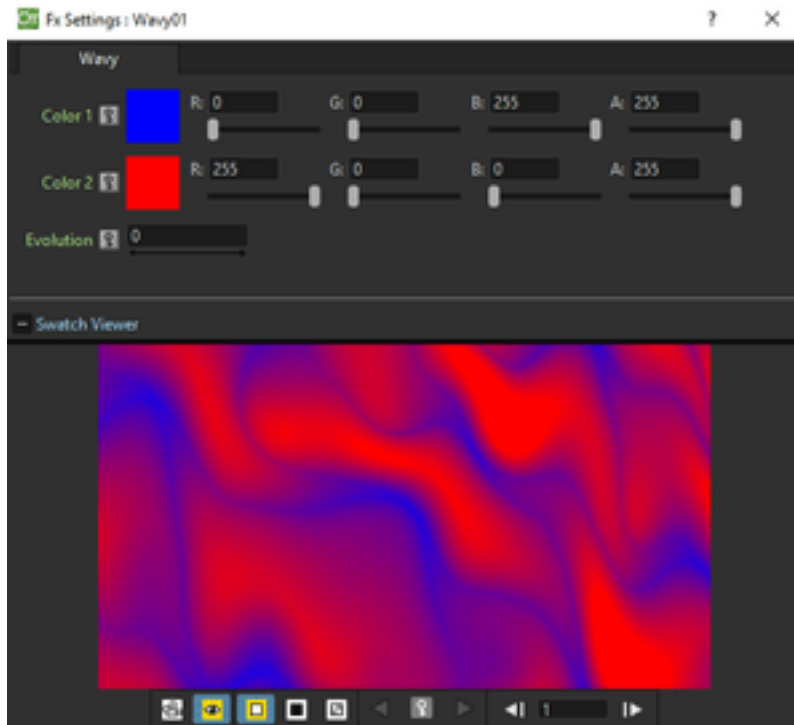 Fx Settings : Wavy01
Wavy
Color 1 R: 0 G: 0 B: 255 A: 255
Color 2 R: 255 G: 0 B: 0 A: 255
Evolution 0
Swatch Viewer
1